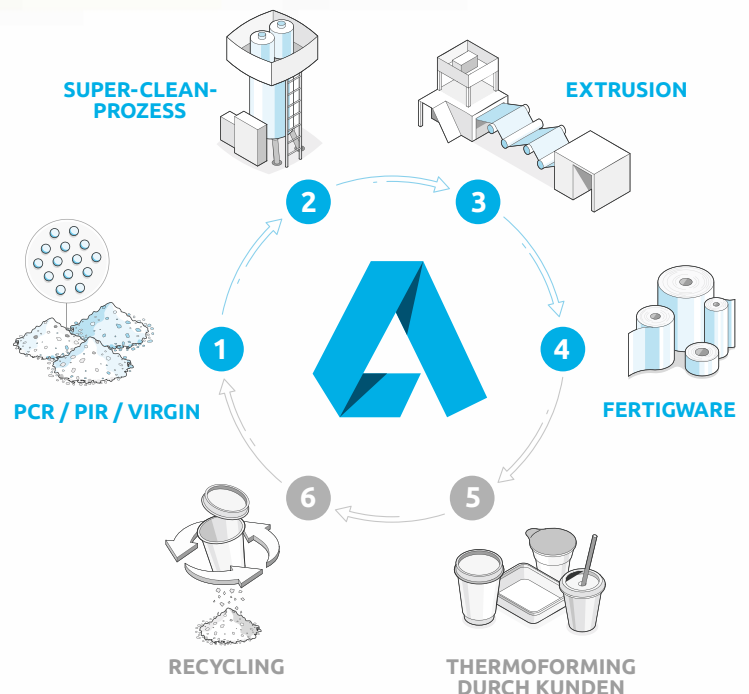 SUPER-CLEAN-
PROZESS
EXTRUSION
2
3
1
4
PCR / PIR / VIRGIN
FERTIGWARE
6
5
RECYCLING
THERMOFORMING
DURCH KUNDEN